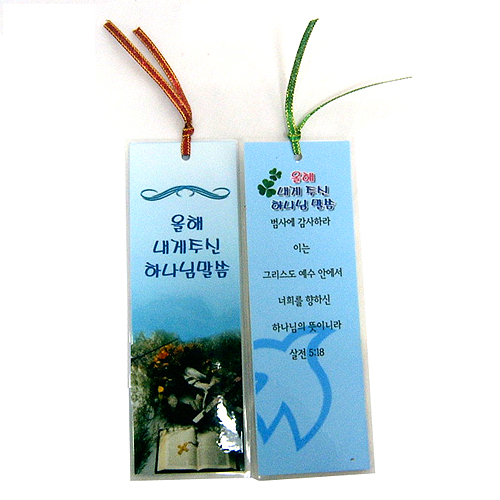 올해
내게 주신
하나님 말씀
올해
내게 주신
하나님 말씀
범사에 감사하라
이는
그리스도 예수 안에서
너희를 향하신
하나님의 뜻이니라
살전 5:18